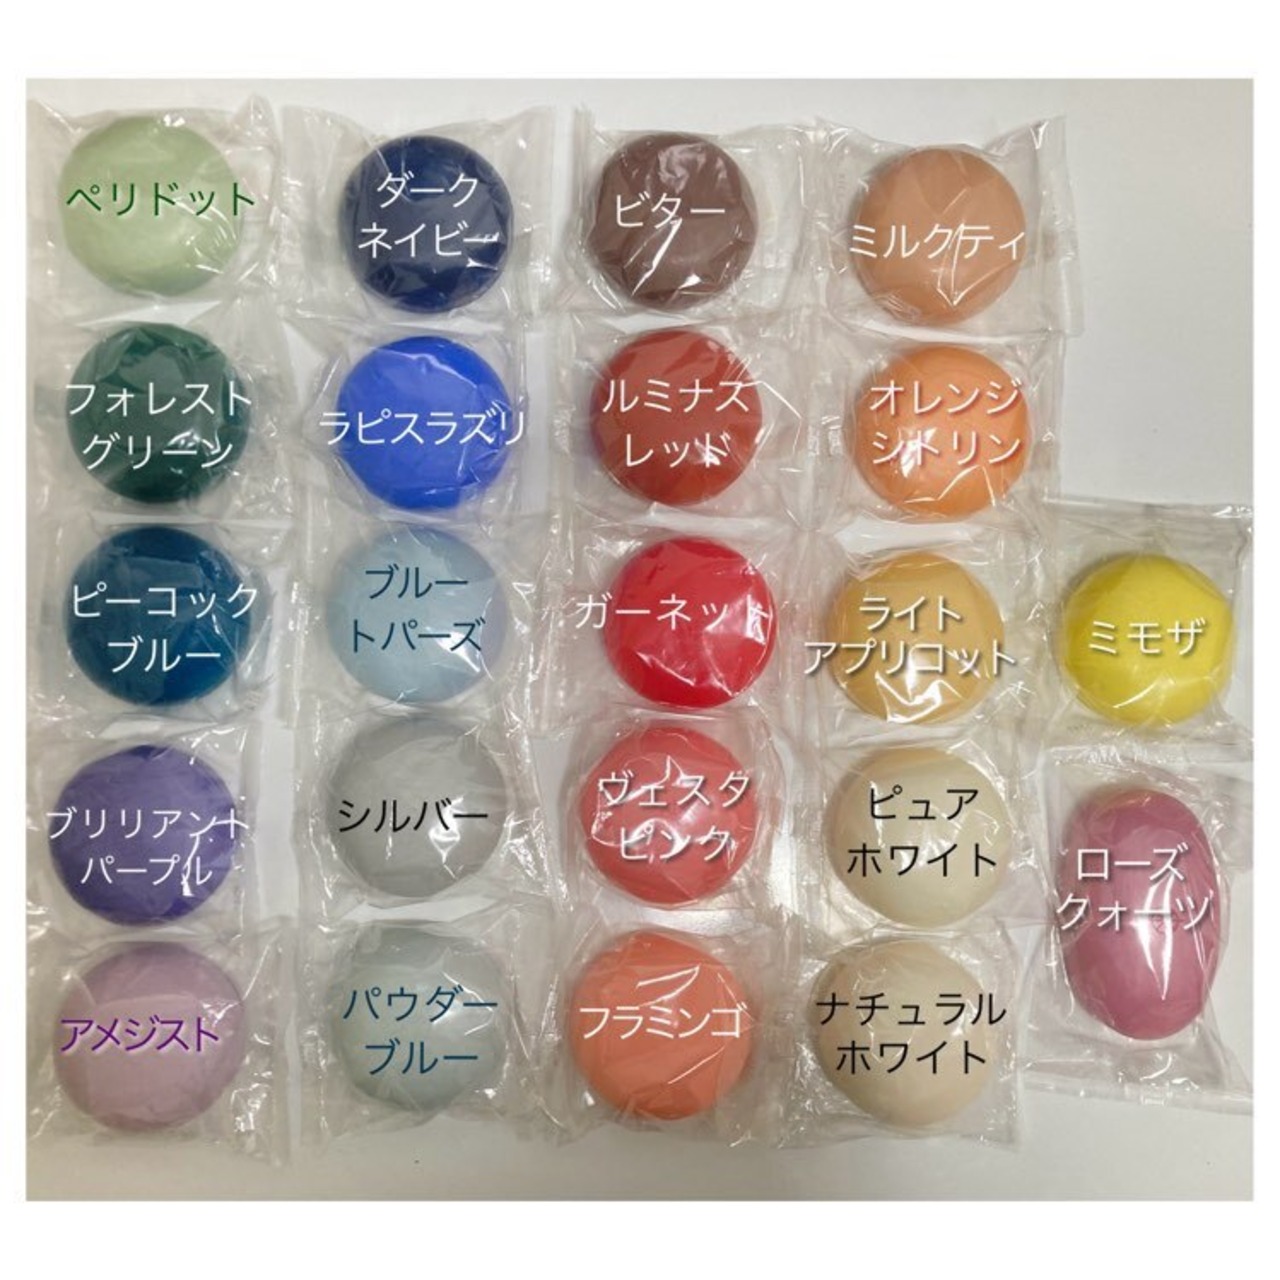 ペリドット
ダーク
ネイビー
ビター
ミルクティ
フォレスト
グリーン
ラピスラズリ
ルミナス
レッド
オレンジ
シトリン
ピーコック
ブルー
ブルー
トパーズ
ガーネット
ライト
アプリコット
ミモザ
ブリリアント
パープル
シルバー
ヴェスタ
ピンク
ピュア
ホワイト
ローズ
クォーツ
アメジスト
パウダー
ブルー
フラミンゴ
ナチュラル
ホワイト